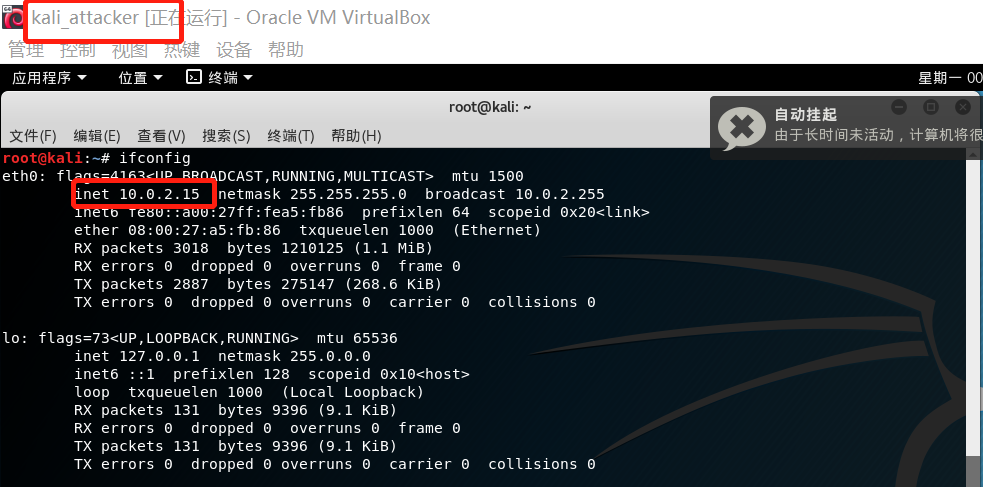 kali_attacker [正在运行] - Oracle VM VirtualBox
管理 控制 视图 热键 设备 帮助
应用程序 位置 终端 星期一 00
root@kali: ~
自动挂起
由于长时间未活动，计算机将很
文件(F) 编辑(E) 查看(V) 搜索(S) 终端(T) 帮助(H)
root@kali:~# ifconfig
eth0: flags=4163<UP,BROADCAST,RUNNING,MULTICAST>  mtu 1500
        inet 10.0.2.15  netmask 255.255.255.0  broadcast 10.0.2.255
        inet6 fe80::a00:27ff:fea5:fb86  prefixlen 64  scopeid 0x20<link>
        ether 08:00:27:a5:fb:86  txqueuelen 1000  (Ethernet)
        RX packets 3018  bytes 1210125 (1.1 MiB)
        RX errors 0  dropped 0  overruns 0  frame 0
        TX packets 2887  bytes 275147 (268.6 KiB)
        TX errors 0  dropped 0 overruns 0  carrier 0  collisions 0
lo: flags=73<UP,LOOPBACK,RUNNING>  mtu 65536
        inet 127.0.0.1  netmask 255.0.0.0
        inet6 ::1  prefixlen 128  scopeid 0x10<host>
        loop  txqueuelen 1000  (Local Loopback)
        RX packets 131  bytes 9396 (9.1 KiB)
        RX errors 0  dropped 0  overruns 0  frame 0
        TX packets 131  bytes 9396 (9.1 KiB)
        TX errors 0  dropped 0 overruns 0  carrier 0  collisions 0